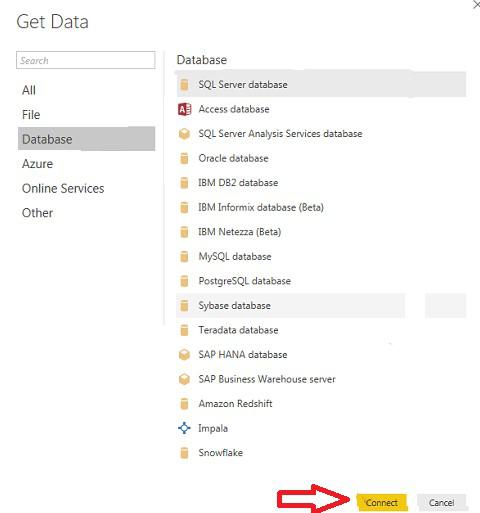 Get Data
Search
All
File
Database
Azure
Online Services
Other
Database
SQL Server database
Access database
SQL Server Analysis Services database
Oracle database
IBM DB2 database
IBM Informix database (Beta)
IBM Netezza (Beta)
MySQL database
PostgreSQL database
Sybase database
Teradata database
SAP HANA database
SAP Business Warehouse server
Amazon Redshift
Impala
Snowflake
Connect
Cancel